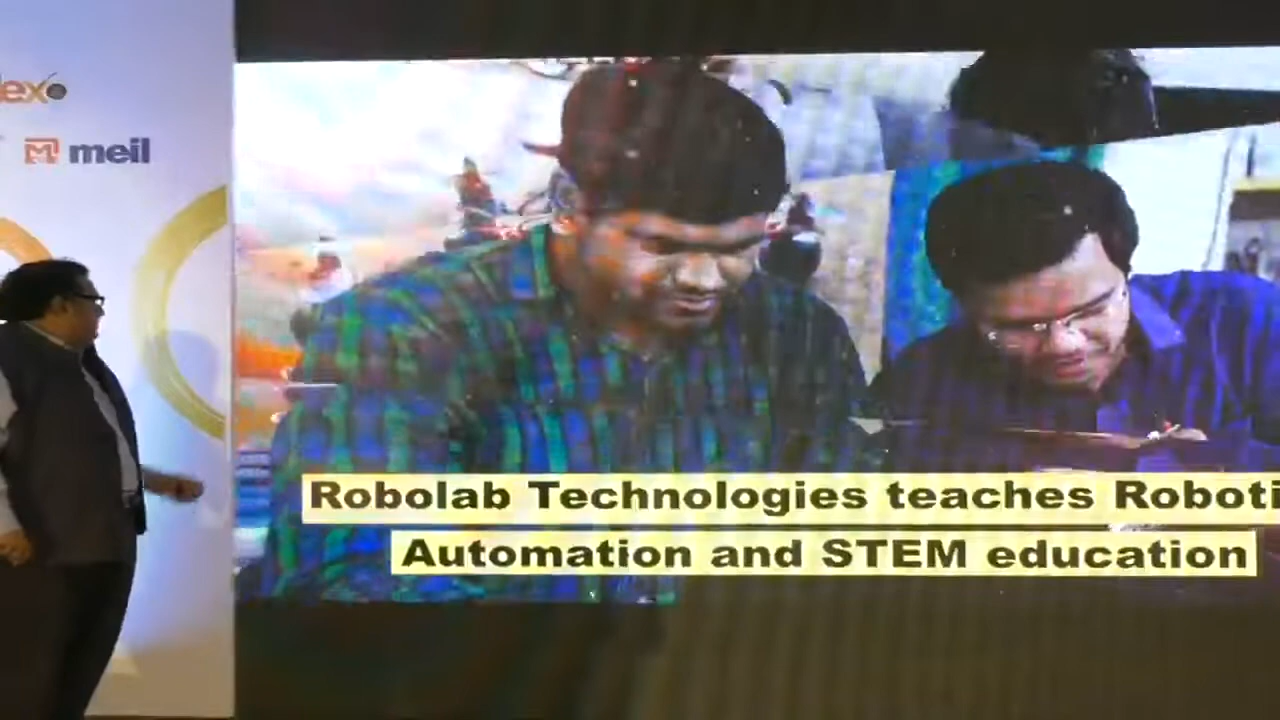 lex
meil
Robolab Technologies teaches Roboti
Automation and STEM education